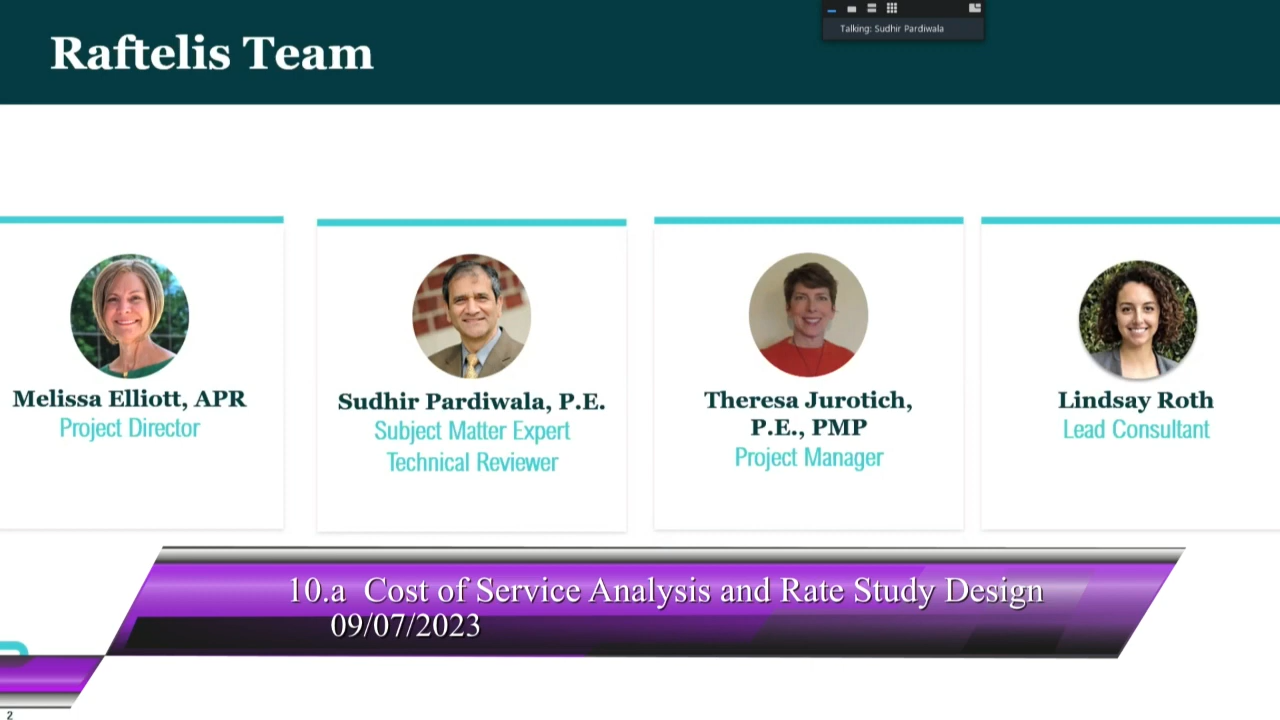 Raftelis Team
Talking: Sudhir Pardiwala
Melissa Elliott, APR
Project Director
Sudhir Pardiwala, P.E.
Subject Matter Expert
Technical Reviewer
Theresa Jurotich,
P.E., PMP
Project Manager
Lindsay Roth
Lead Consultant
10.a Cost of Service Analysis and Rate Study Design
09/07/2023
2